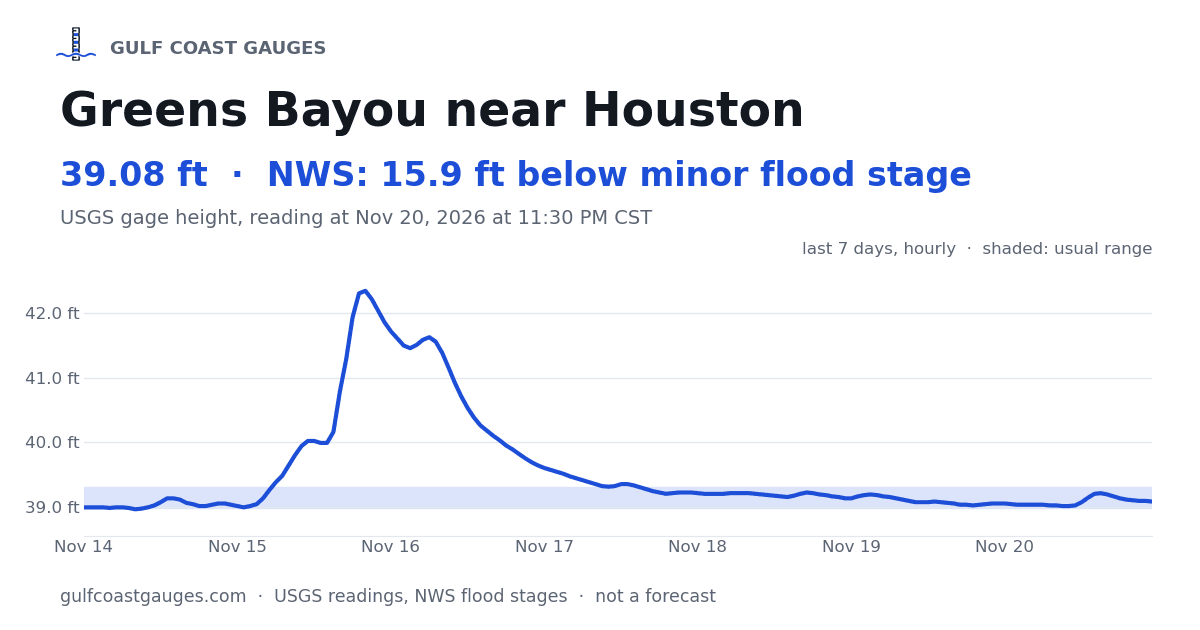 GULF COAST GAUGES
Greens Bayou near Houston
39.08 ft · NWS: 15.9 ft below minor flood stage
USGS gage height, reading at Nov 20, 2026 at 11:30 PM CST
last 7 days, hourly · shaded: usual range
42.0 ft
41.0 ft
40.0 ft
39.0 ft
Nov 14 Nov 15 Nov 16 Nov 17 Nov 18 Nov 19 Nov 20
gulfcoastgauges.com · USGS readings, NWS flood stages · not a forecast